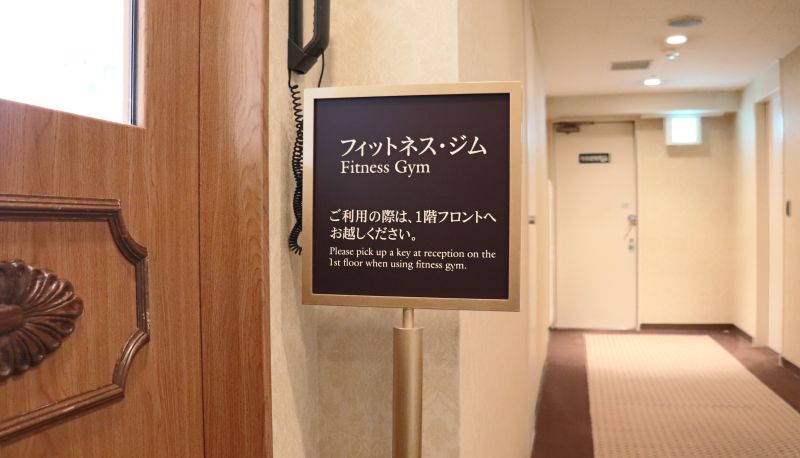 フィットネス・ジム
Fitness Gym
ご利用の際は、1階フロントへ
お越しください。
Please pick up a key at reception on the
1st floor when using fitness gym.